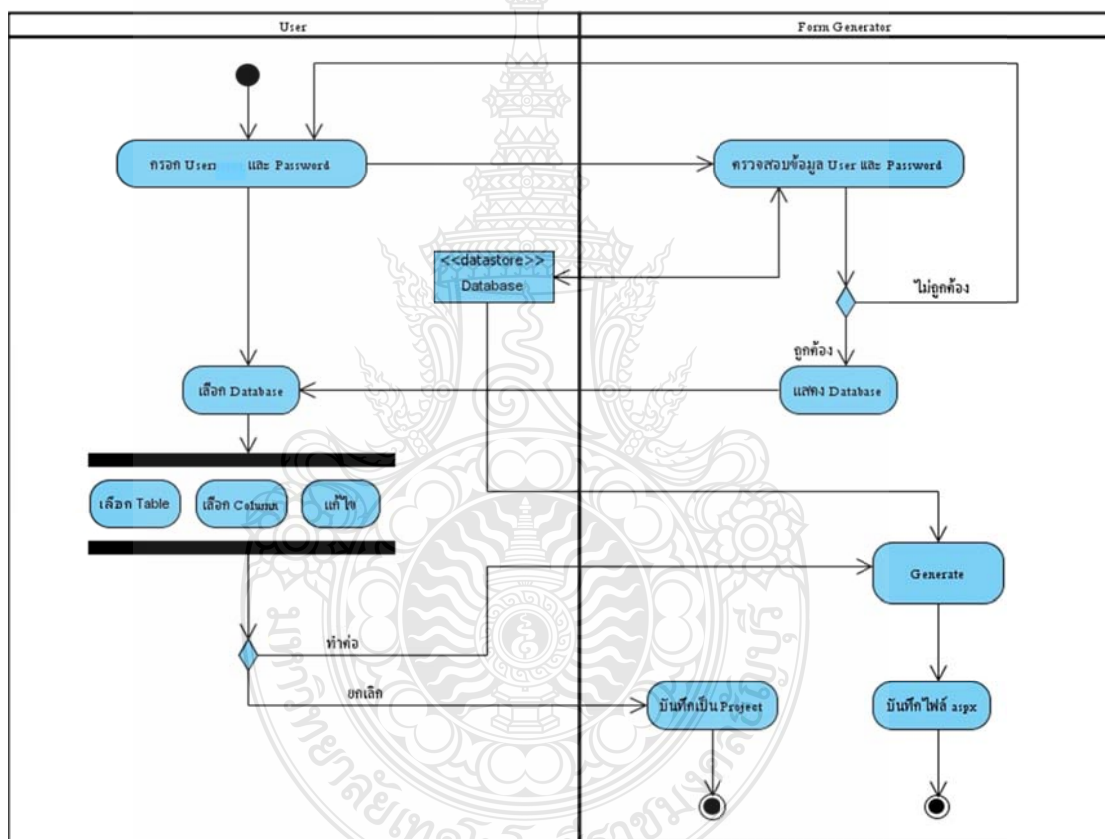 User
Form Generator
กรอก User และ Password
ตรวจสอบข้อมูล User และ Password
<<datastore>>
Database
ไม่ถูกต้อง
ถูกต้อง
เลือก Database
แสดง Database
เลือก Table
เลือก Column
แก้ไข
Generate
ทำต่อ
ยกเลิก
บันทึกเป็น Project
บันทึกไฟล์ aspx